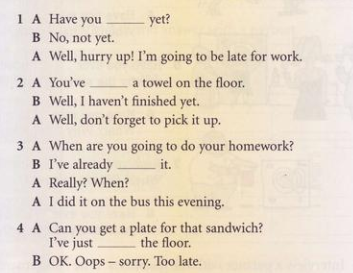 1 A Have you ______ yet?
B No, not yet.
A Well, hurry up! I'm going to be late for work.
2 A You've ______ a towel on the floor.
B Well, I haven't finished yet.
A Well, don't forget to pick it up.
3 A When are you going to do your homework?
B I've already ______ it.
A Really? When?
A I did it on the bus this evening.
4 A Can you get a plate for that sandwich?
I've just ______ the floor.
B OK. Oops – sorry. Too late.